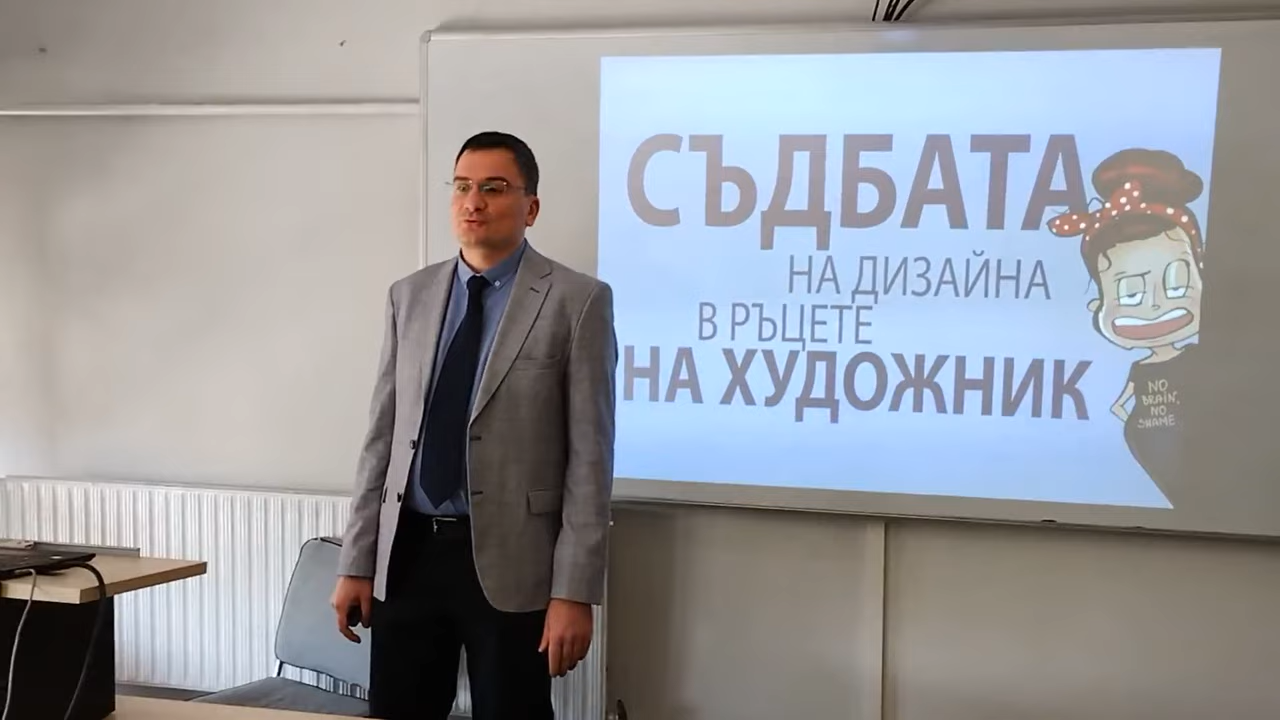 СЪДБАТА
НА ДИЗАЙНА
В РЪЦЕТЕ
НА ХУДОЖНИК
NO
BRAIN,
NO
SHAME